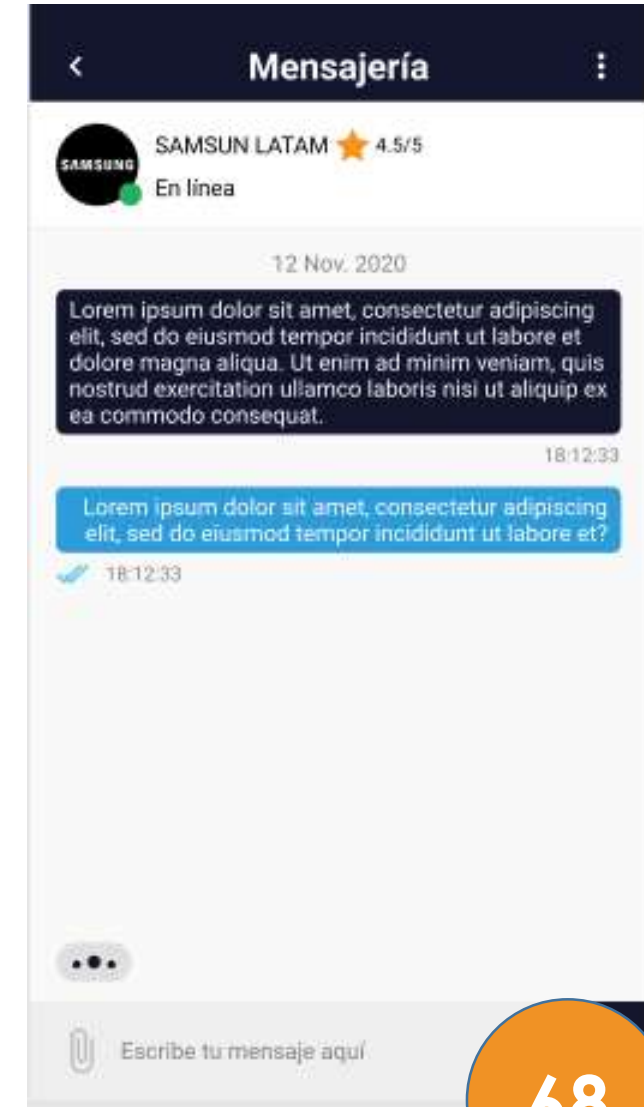 Mensajería
SAMSUNG
SAMSUN LATAM 4.5/5
En línea
12 Nov. 2020
Lorem ipsum dolor sit amet, consectetur adipiscing
elit, sed do eiusmod tempor incididunt ut labore et
dolore magna aliqua. Ut enim ad minim veniam, quis
nostrud exercitation ullamco laboris nisi ut aliquip ex
ea commodo consequat.
18:12:33
Lorem ipsum dolor sit amet, consectetur adipiscing
elit, sed do eiusmod tempor incididunt ut labore et?
18:12:33
Escribe tu mensaje aquí
68